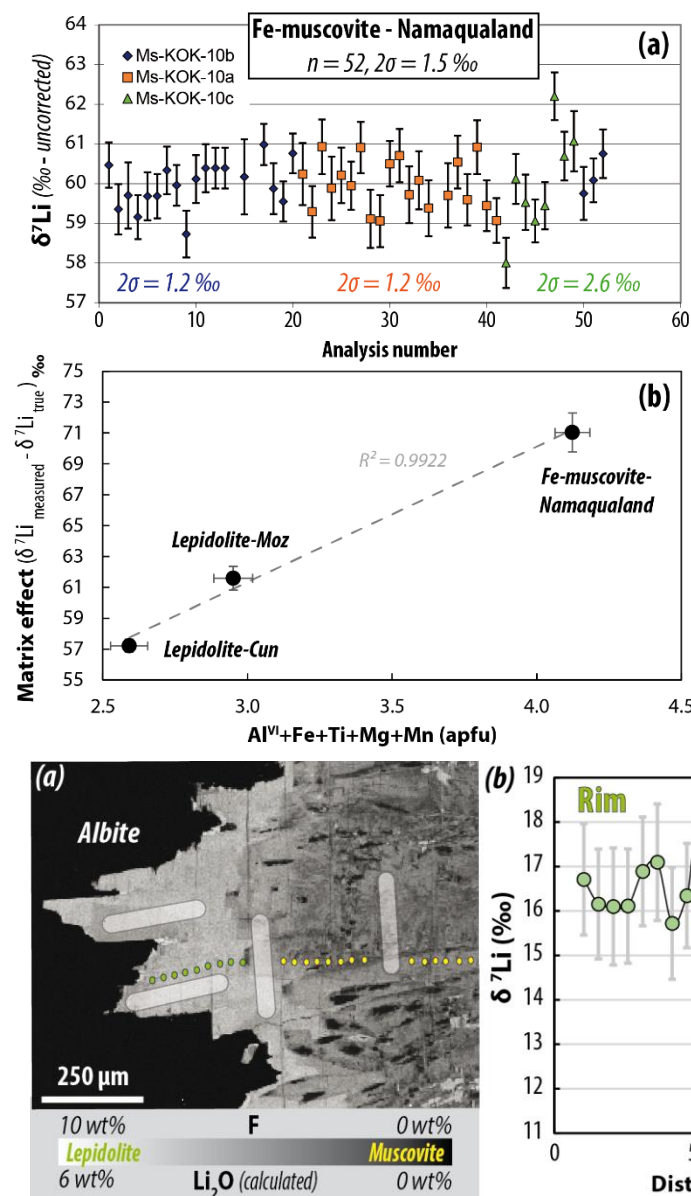 Fe-muscovite - Namaqualand
n = 52, 2σ = 1.5 ‰
(a)
Ms-KOK-10b
Ms-KOK-10a
Ms-KOK-10c
δ⁷Li (‰ - uncorrected)
63
62
61
60
59
58
57
2σ = 1.2 ‰
2σ = 1.2 ‰
2σ = 2.6 ‰
0 10 20 30 40 50 60
Analysis number
(b)
Matrix effect (δ⁷Li measured - δ⁷Li true) ‰
75
73
71
69
67
65
63
61
59
57
55
R² = 0.9922
Fe-muscovite-
Namaqualand
Lepidolite-Moz
Lepidolite-Cun
2.5 3.0 3.5 4.0 4.5
Alⱽᴵ+Fe+Ti+Mg+Mn (apfu)
(a)
Albite
250 µm
10 wt% F 0 wt%
Lepidolite Muscovite
6 wt% Li₂O (calculated) 0 wt%
(b)
Rim
δ ⁷Li (‰)
19
18
17
16
15
14
13
12
11
0 5
Dist